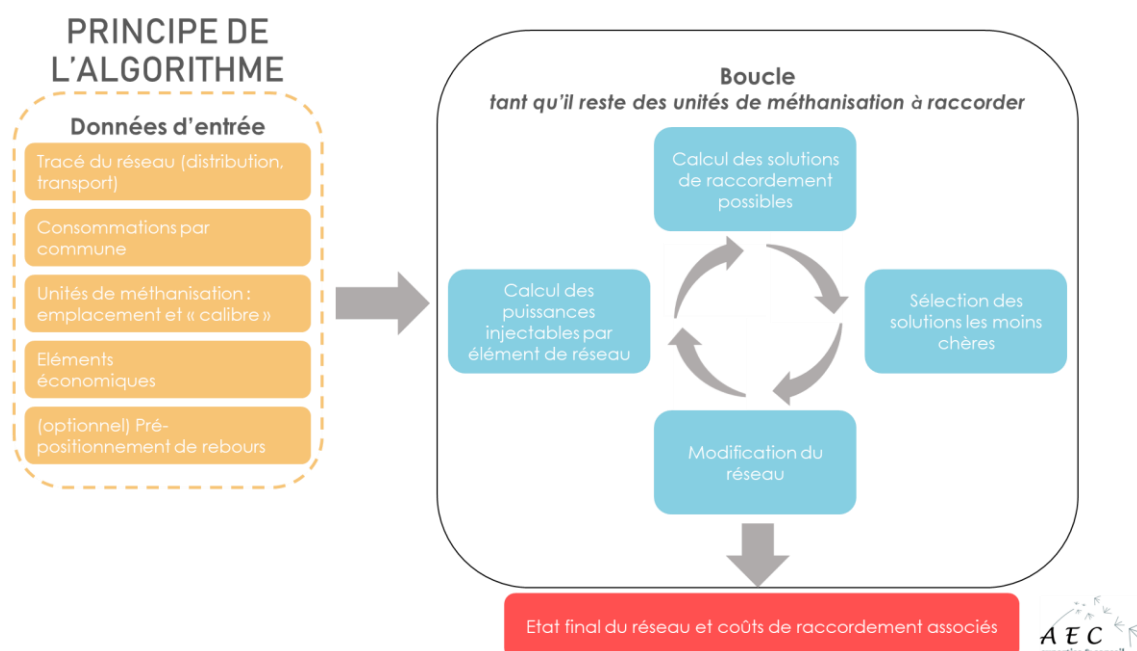 PRINCIPE DE
L'ALGORITHME
Données d'entrée
Tracé du réseau (distribution,
transport)
Consommations par
commune
Unités de méthanisation :
emplacement et « calibre »
Eléments
économiques
(optionnel) Pré-
positionnement de rebours
Boucle
tant qu'il reste des unités de méthanisation à raccorder
Calcul des solutions
de raccordement
possibles
Calcul des
puissances
injectables par
élément de réseau
Sélection des
solutions les moins
chères
Modification du
réseau
Etat final du réseau et coûts de raccordement associés
AEC